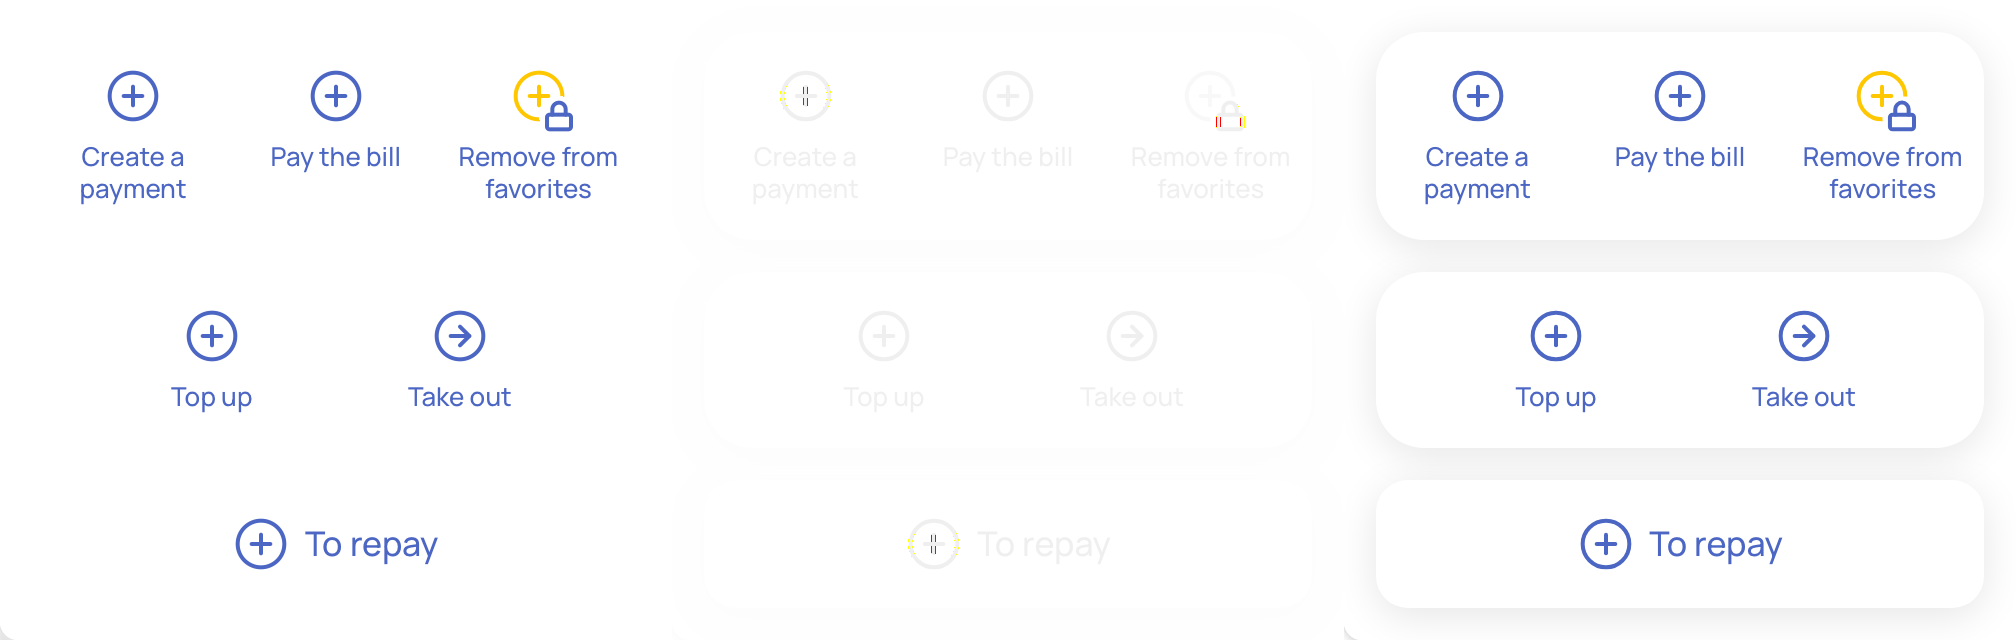 Create a
payment
Pay the bill
Remove from
favorites
Top up
Take out
To repay
Create a
payment
Pay the bill
Remove from
favorites
Top up
Take out
To repay
Create a
payment
Pay the bill
Remove from
favorites
Top up
Take out
To repay